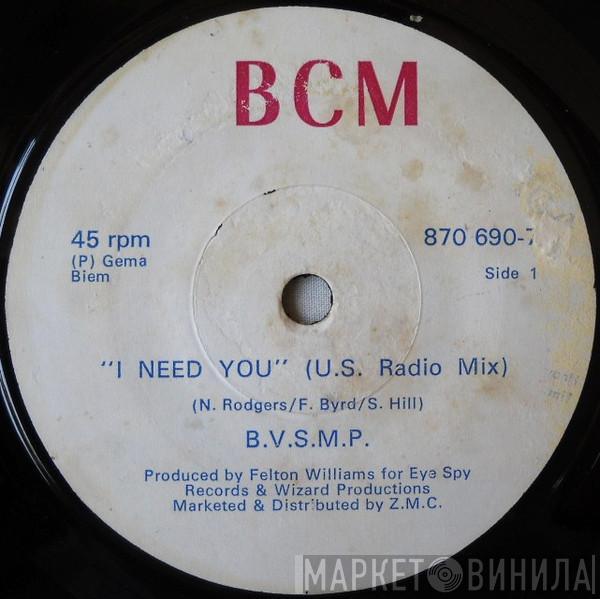 BCM
45 rpm
(P) Gema
Biem
870 690-7
Side 1
"I NEED YOU" (U.S. Radio Mix)
(N. Rodgers/F. Byrd/S. Hill)
B.V.S.M.P.
Produced by Felton Williams for Eye Spy
Records & Wizard Productions
Marketed & Distributed by Z.M.C.
МАРКЕТ ВИНИЛА